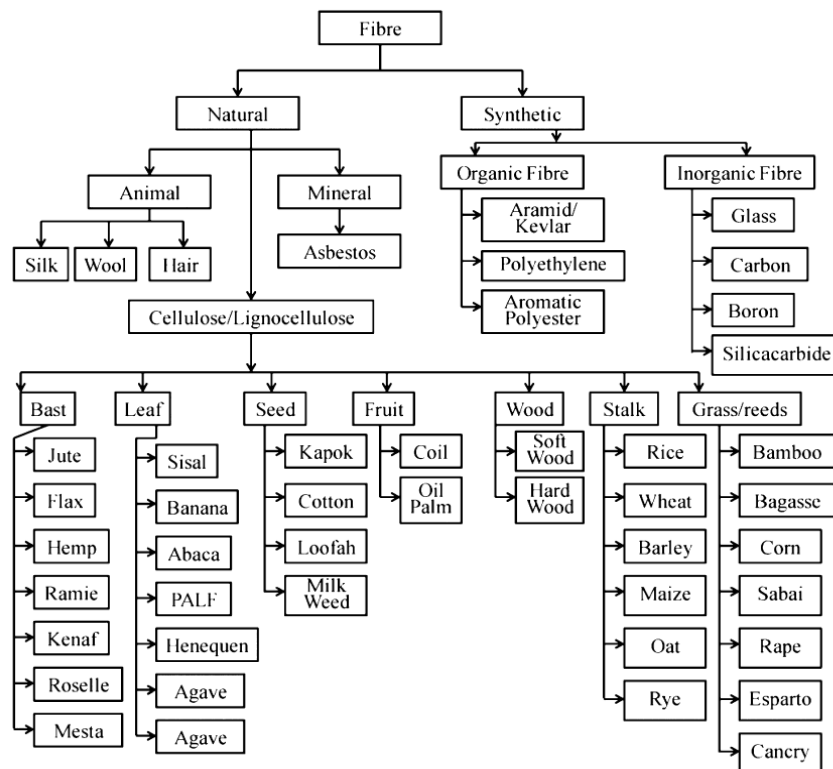 Fibre
Natural
Synthetic
Animal
Mineral
Organic Fibre
Inorganic Fibre
Silk
Wool
Hair
Asbestos
Aramid/
Kevlar
Polyethylene
Aromatic
Polyester
Glass
Carbon
Boron
Silicacarbide
Cellulose/Lignocellulose
Bast
Leaf
Seed
Fruit
Wood
Stalk
Grass/reeds
Jute
Flax
Hemp
Ramie
Kenaf
Roselle
Mesta
Sisal
Banana
Abaca
PALF
Henequen
Agave
Agave
Kapok
Cotton
Loofah
Milk
Weed
Coil
Oil
Palm
Soft
Wood
Hard
Wood
Rice
Wheat
Barley
Maize
Oat
Rye
Bamboo
Bagasse
Corn
Sabai
Rape
Esparto
Cancry